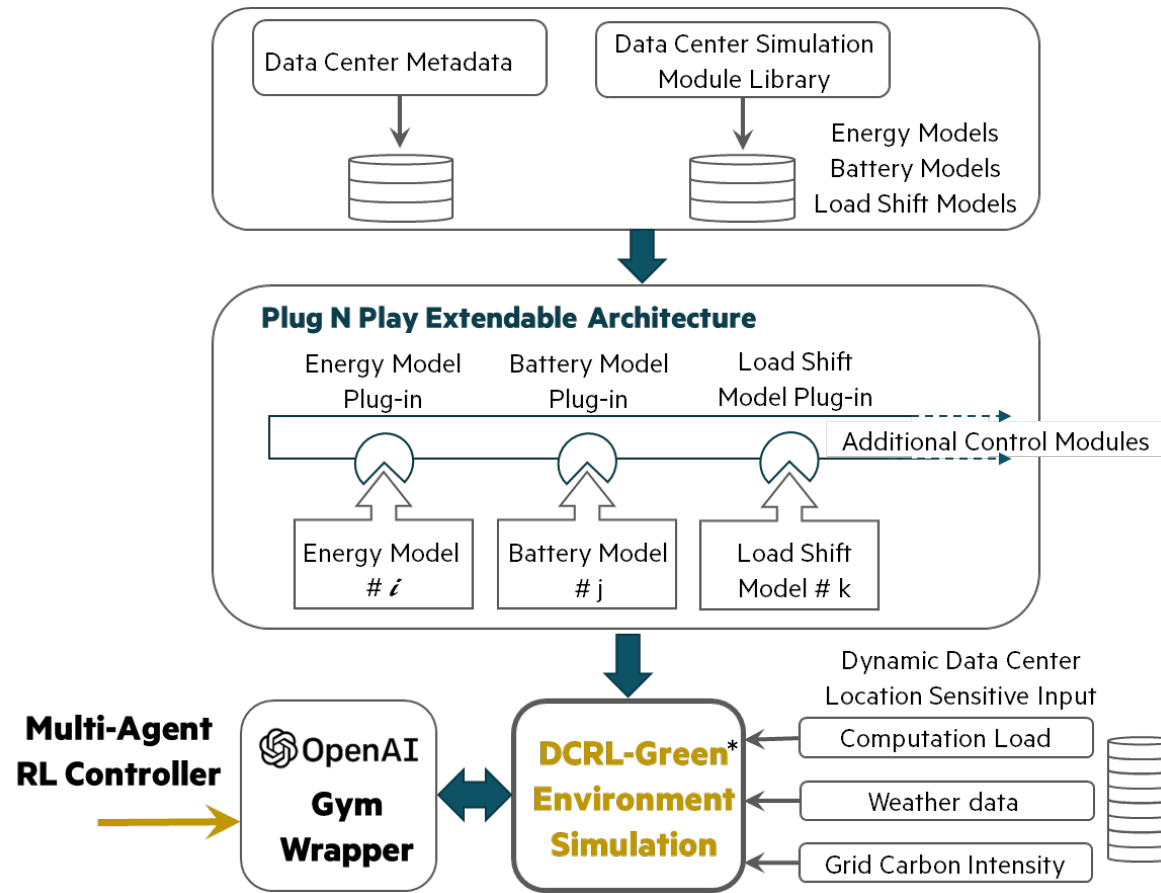 Data Center Metadata
Data Center Simulation
Module Library
Energy Models
Battery Models
Load Shift Models
Plug N Play Extendable Architecture
Energy Model
Plug-in
Battery Model
Plug-in
Load Shift
Model Plug-in
Additional Control Modules
Energy Model
# i
Battery Model
# j
Load Shift
Model # k
Dynamic Data Center
Location Sensitive Input
Multi-Agent
RL Controller
OpenAI
Gym
Wrapper
DCRL-Green*
Environment
Simulation
Computation Load
Weather data
Grid Carbon Intensity